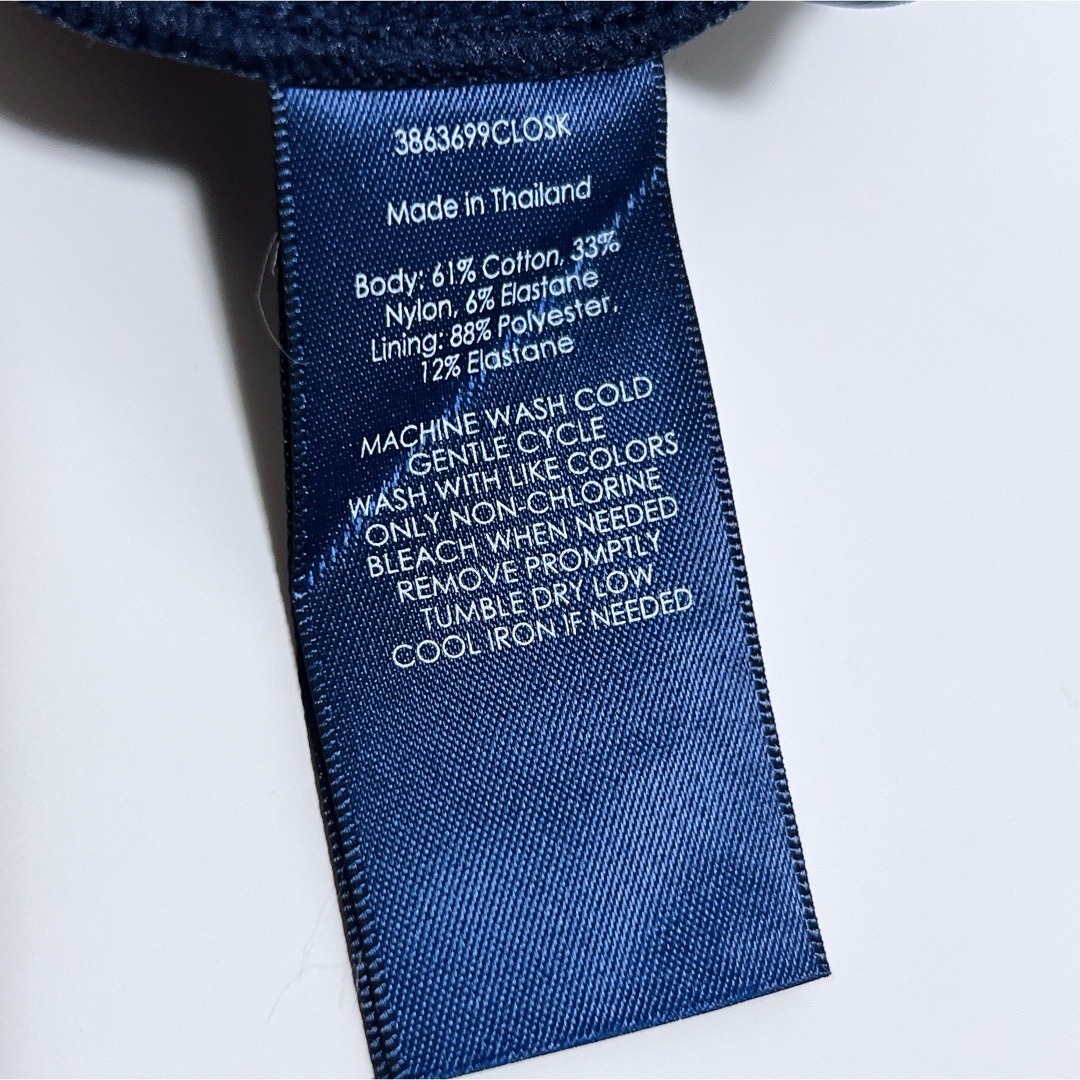 3863699CLOSK
Made in Thailand
Body: 61% Cotton, 33%
Nylon, 6% Elastane
Lining: 88% Polyester,
12% Elastane
MACHINE WASH COLD
GENTLE CYCLE
WASH WITH LIKE COLORS
ONLY NON-CHLORINE
BLEACH WHEN NEEDED
REMOVE PROMPTLY
TUMBLE DRY LOW
COOL IRON IF NEEDED